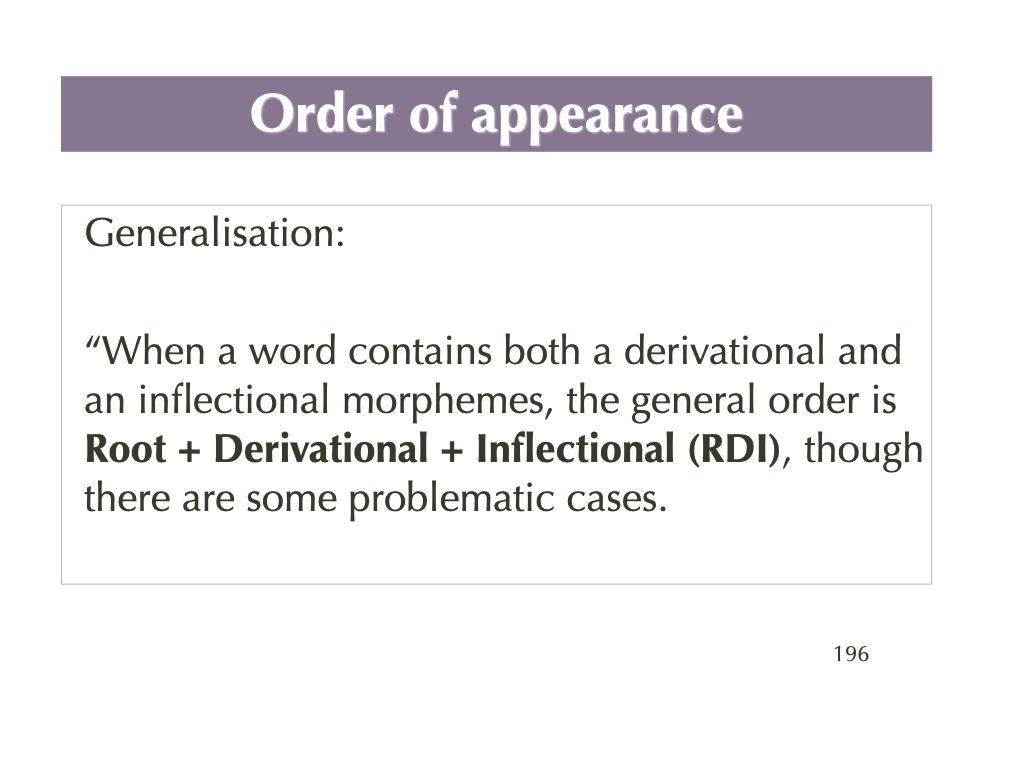 Order of appearance
Generalisation:
“When a word contains both a derivational and
an inflectional morphemes, the general order is
Root + Derivational + Inflectional (RDI), though
there are some problematic cases.
196